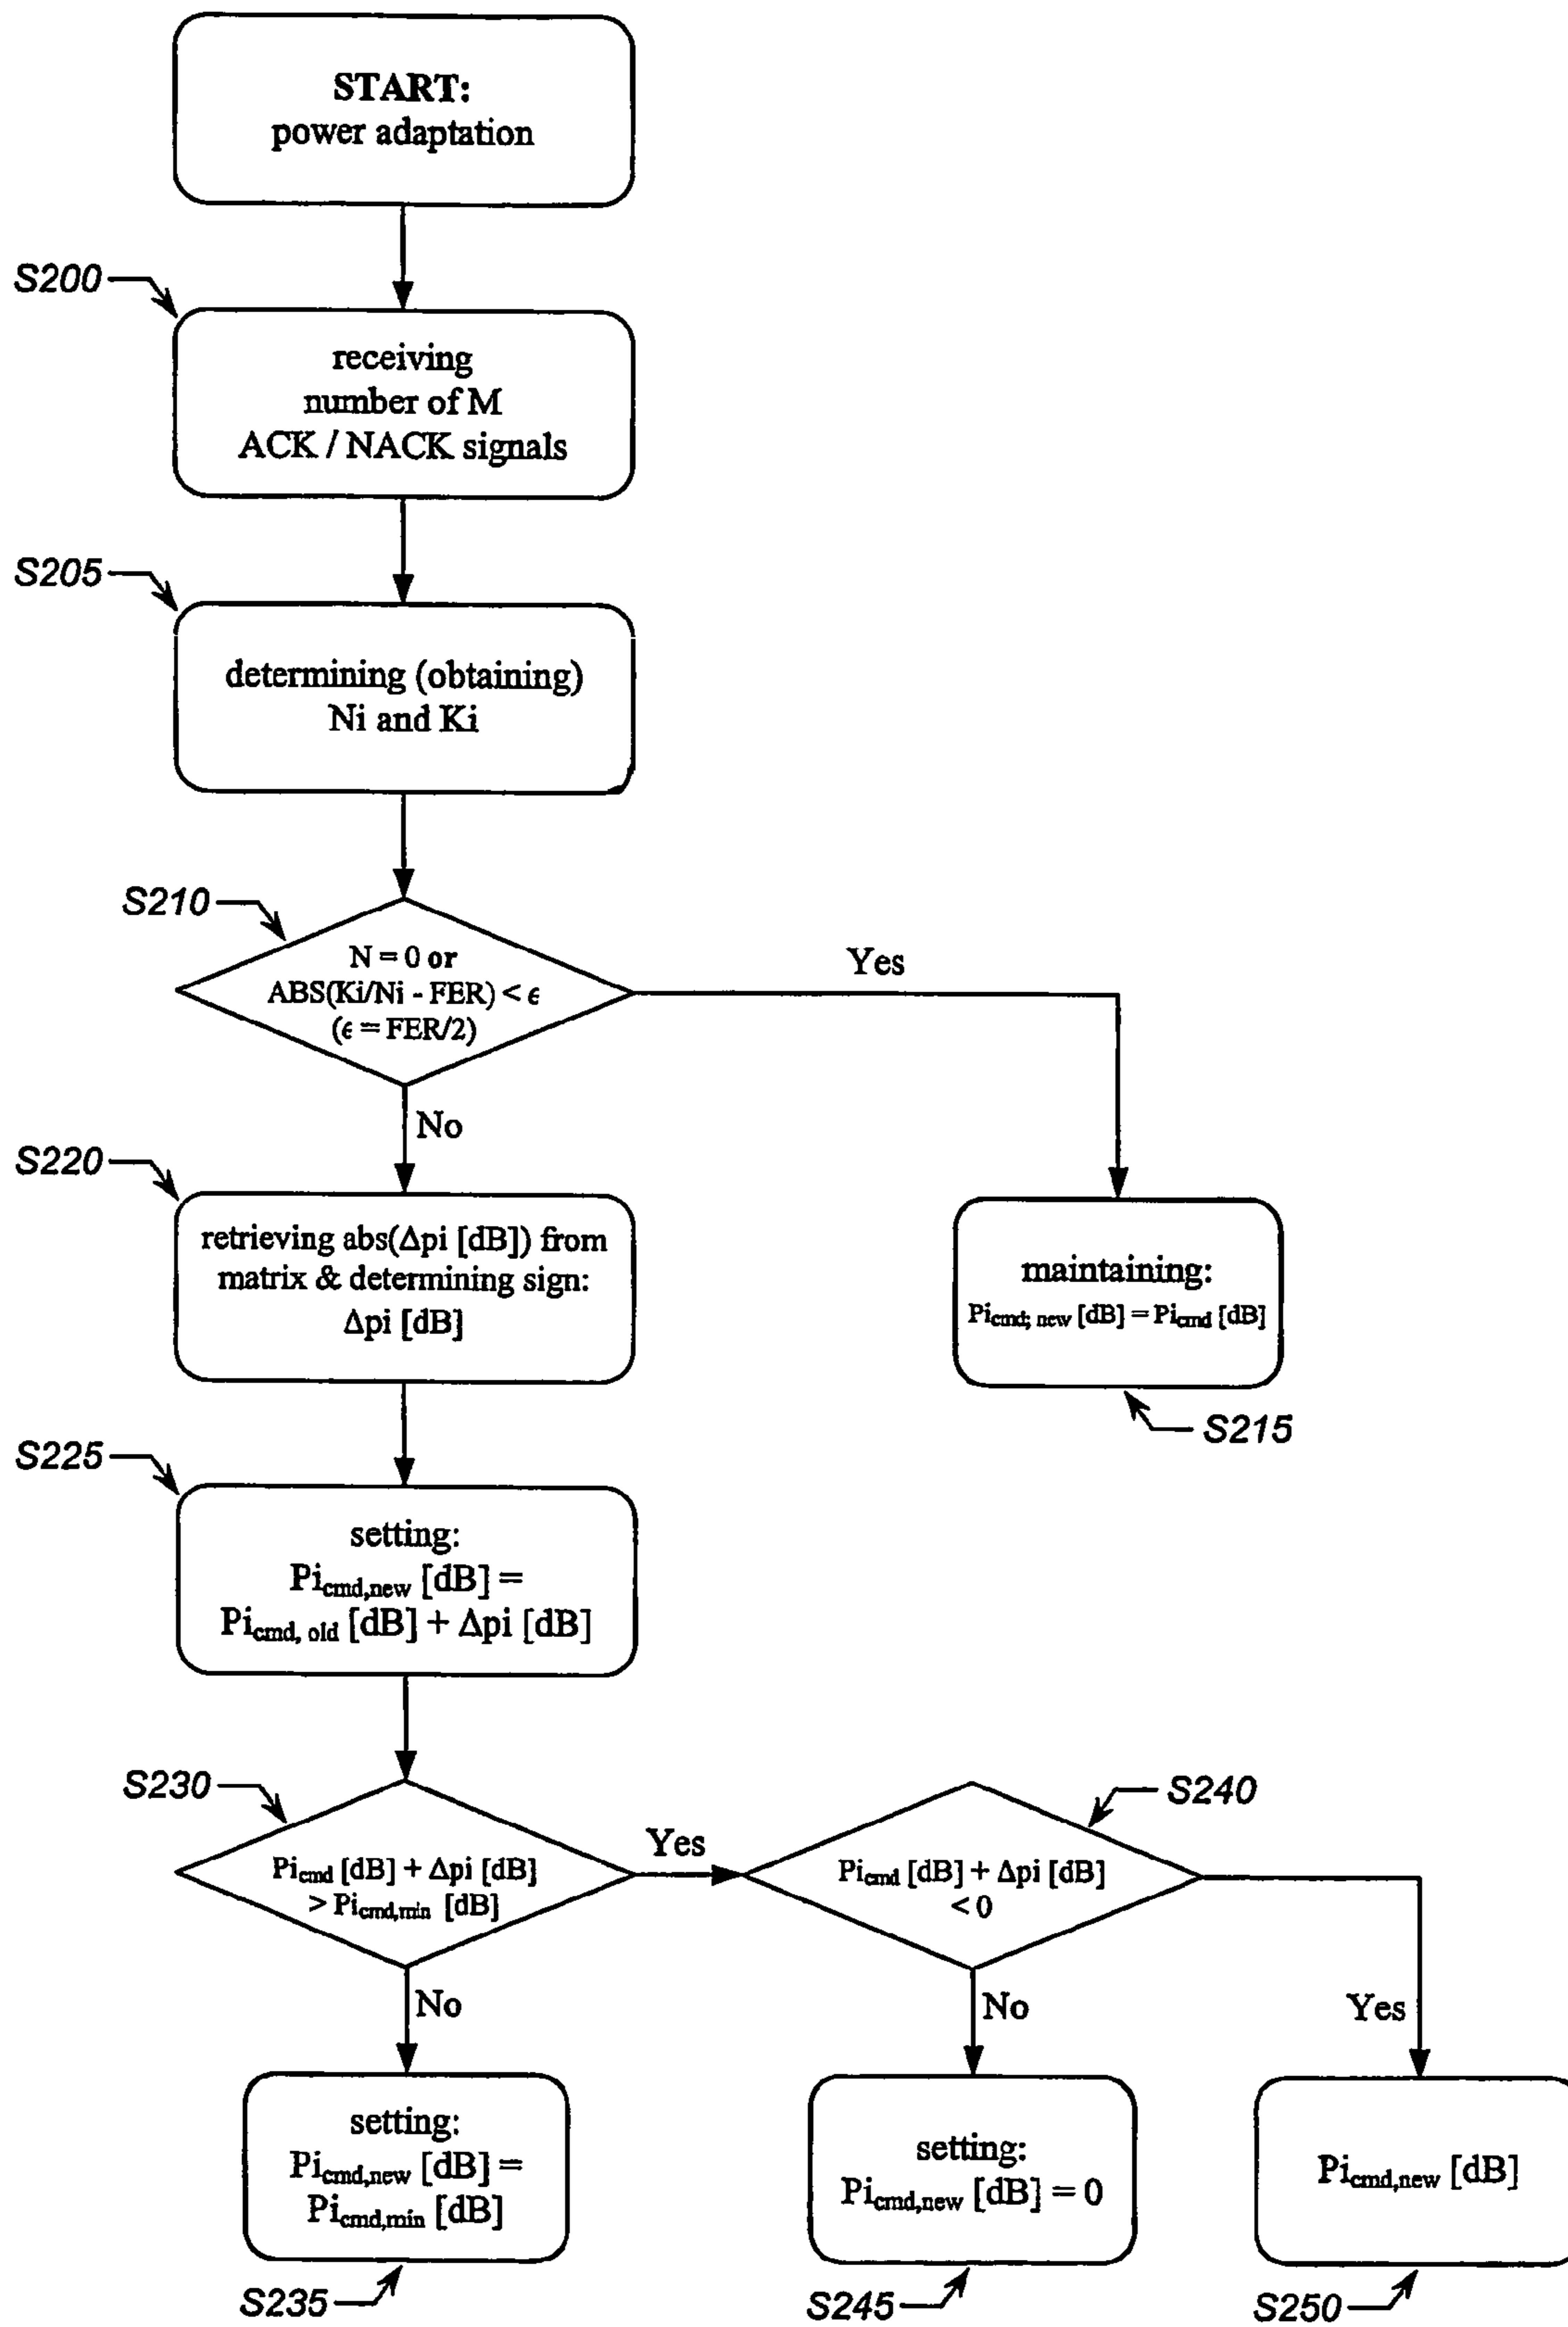 START:
power adaptation
S200
receiving
number of M
ACK / NACK signals
S205
determining (obtaining)
Ni and Ki
S210
N = 0 or
ABS(Ki/Ni - FER) < ϵ
(ϵ = FER/2)
Yes
No
S220
retrieving abs(Δpi [dB]) from
matrix & determining sign:
Δpi [dB]
maintaining:
Picmd; new [dB] = Picmd [dB]
S215
S225
setting:
Picmd,new [dB] =
Picmd, old [dB] + Δpi [dB]
S230
Picmd [dB] + Δpi [dB]
> Picmd,min [dB]
Yes
S240
Picmd [dB] + Δpi [dB]
< 0
No
No
Yes
setting:
Picmd,new [dB] =
Picmd,min [dB]
S235
setting:
Picmd,new [dB] = 0
S245
Picmd,new [dB]
S250